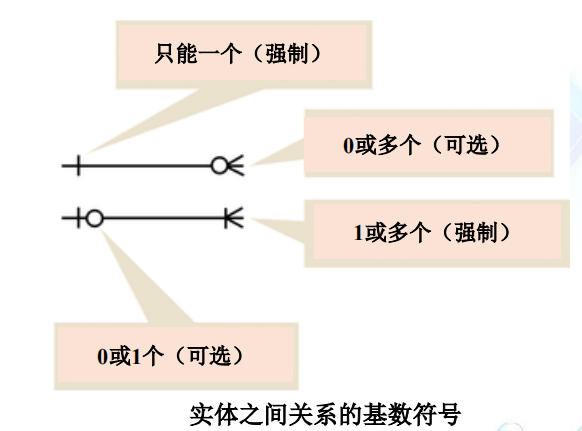 只能一个（强制）
0或多个（可选）
1或多个（强制）
0或1个（可选）
实体之间关系的基数符号